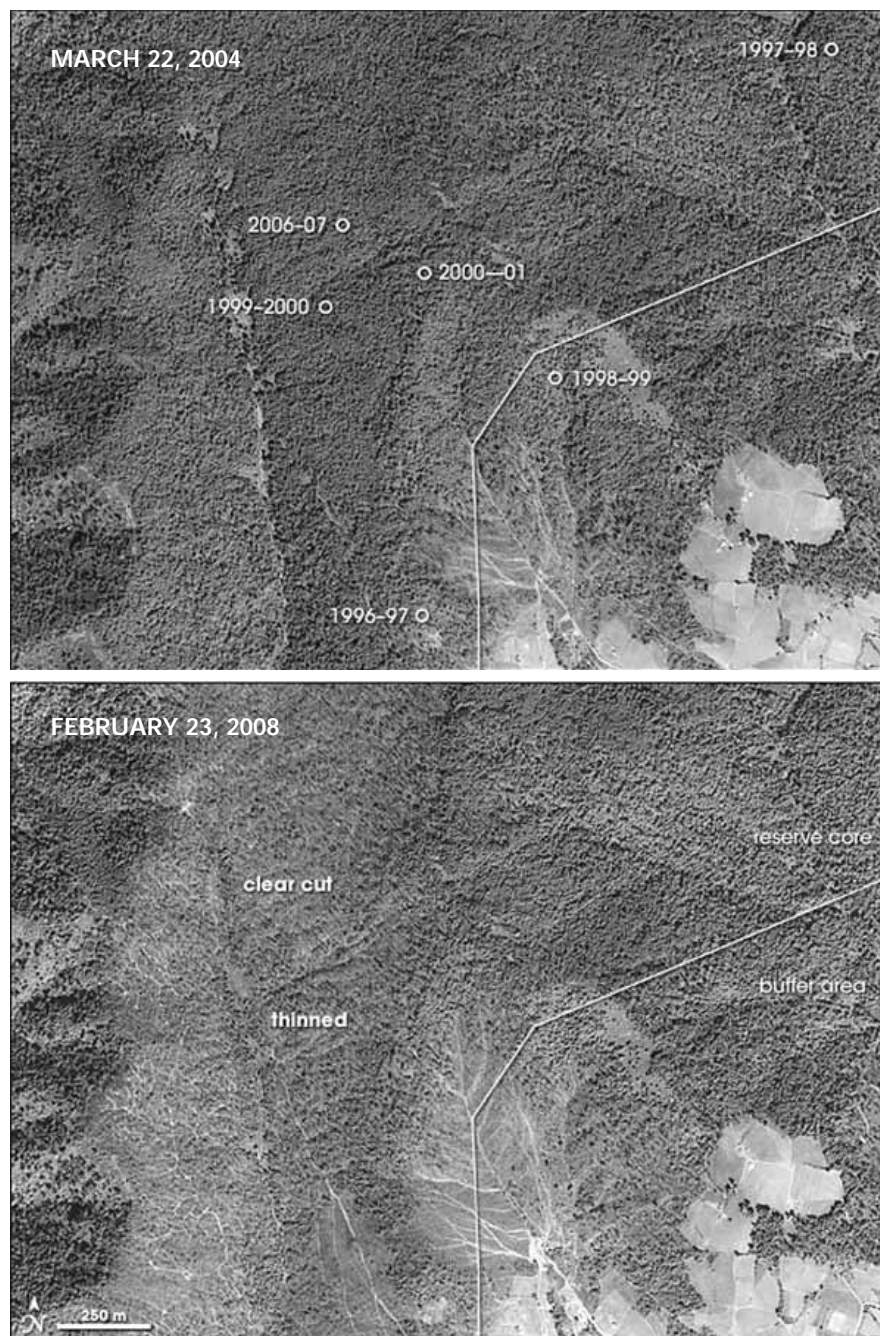 MARCH 22, 2004
1997-98
2006-07
2000—01
1999-2000
1998-99
1996-97
FEBRUARY 23, 2008
reserve core
clear cut
buffer area
thinned
N
250 m